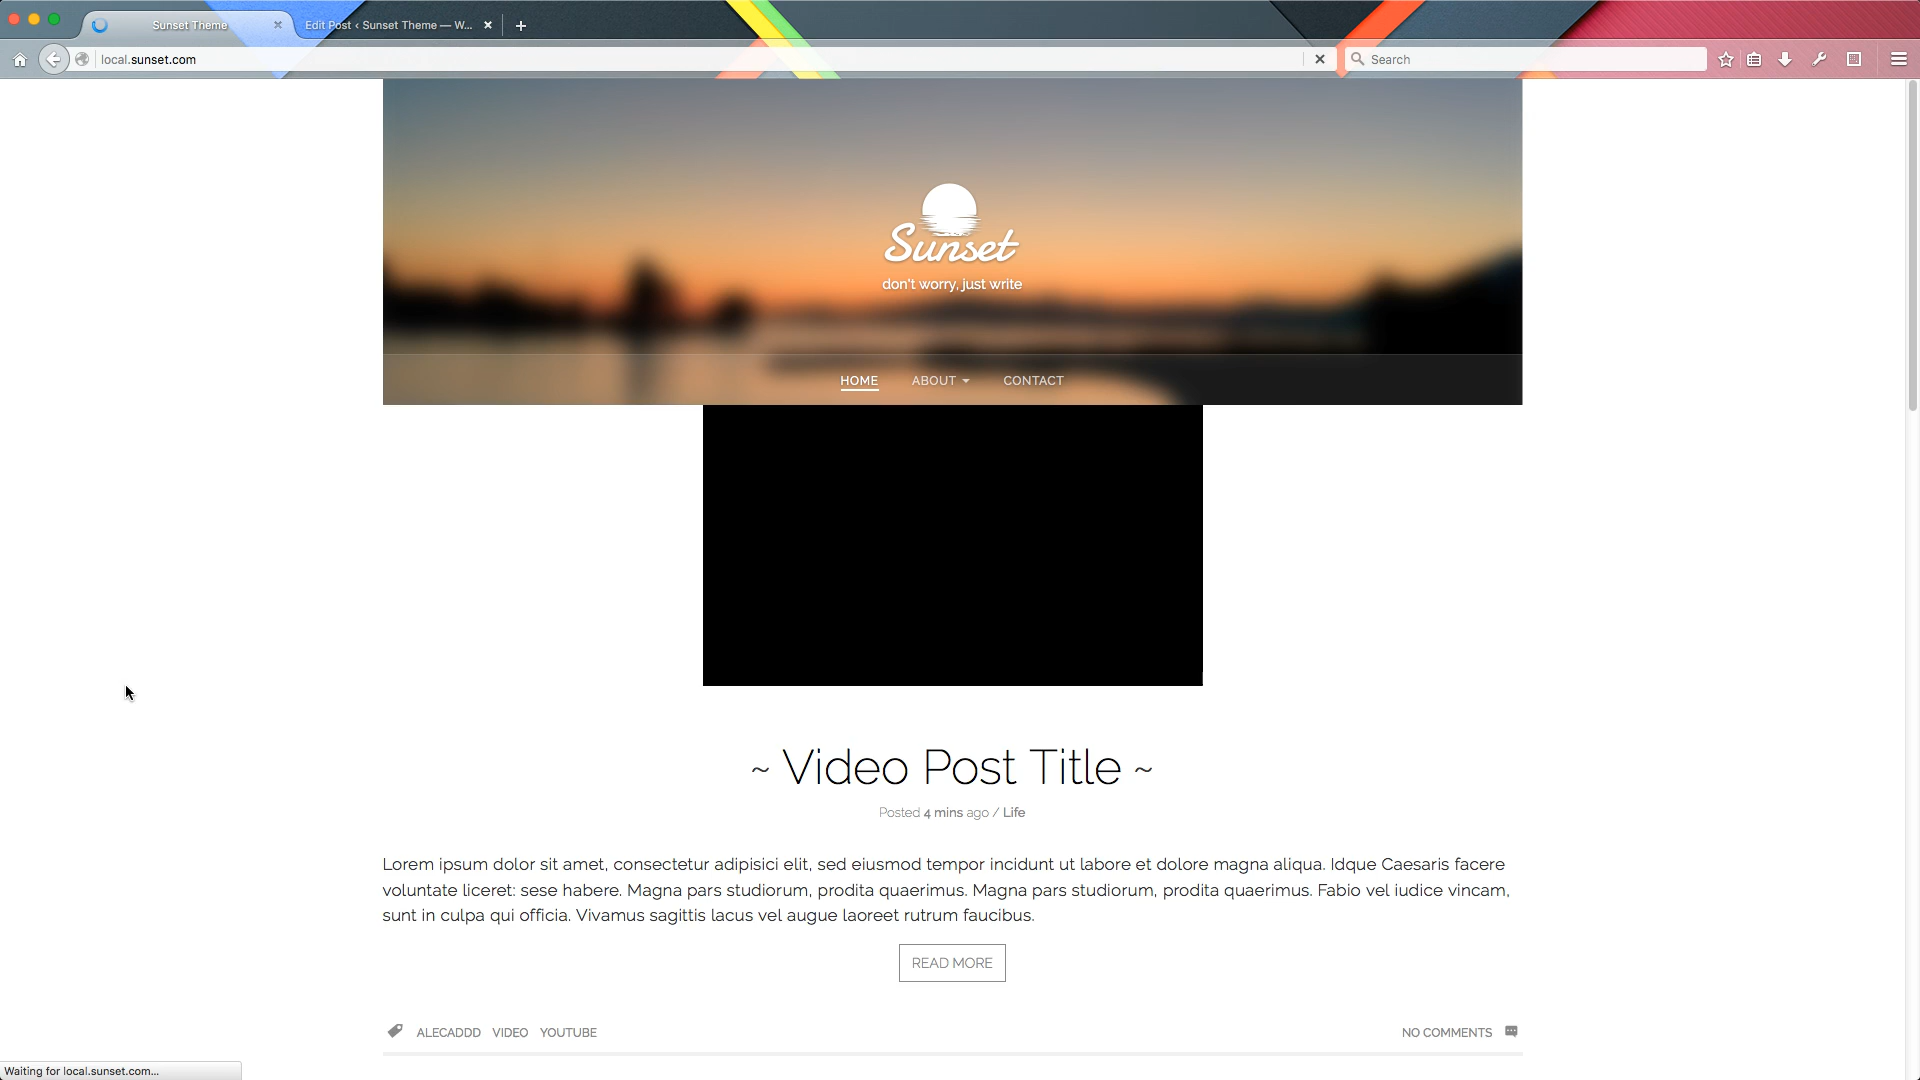 Sunset Theme
Edit Post ‹ Sunset Theme — W...
local.sunset.com
Search
Sunset
don't worry, just write
HOME ABOUT CONTACT
~ Video Post Title ~
Posted 4 mins ago / Life
Lorem ipsum dolor sit amet, consectetur adipisici elit, sed eiusmod tempor incidunt ut labore et dolore magna aliqua. Idque Caesaris facere
voluntate liceret: sese habere. Magna pars studiorum, prodita quaerimus. Magna pars studiorum, prodita quaerimus. Fabio vel iudice vincam,
sunt in culpa qui officia. Vivamus sagittis lacus vel augue laoreet rutrum faucibus.
READ MORE
ALECADDD VIDEO YOUTUBE
NO COMMENTS
Waiting for local.sunset.com...